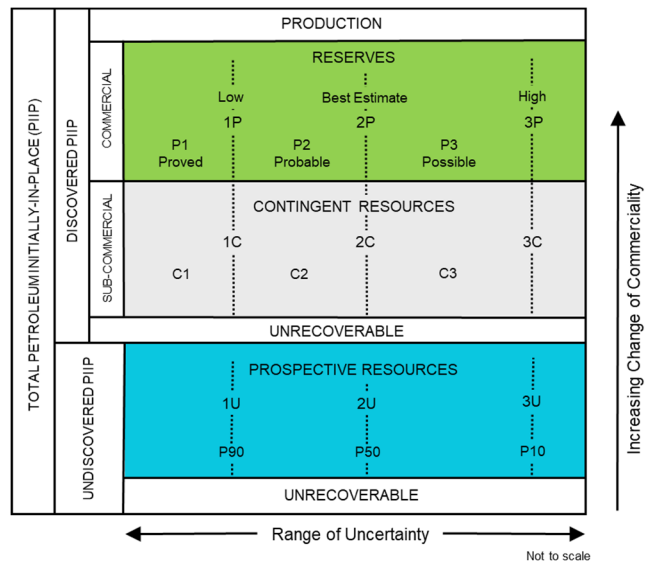 PRODUCTION
RESERVES
Low Best Estimate High
1P 2P 3P
P1 P2 P3
Proved Probable Possible
CONTINGENT RESOURCES
1C 2C 3C
C1 C2 C3
UNRECOVERABLE
PROSPECTIVE RESOURCES
1U 2U 3U
P90 P50 P10
UNRECOVERABLE
TOTAL PETROLEUM INITIALLY-IN-PLACE (PIIP)
DISCOVERED PIIP
UNDISCOVERED PIIP
COMMERCIAL
SUB-COMMERCIAL
Increasing Change of Commerciality
Range of Uncertainty
Not to scale